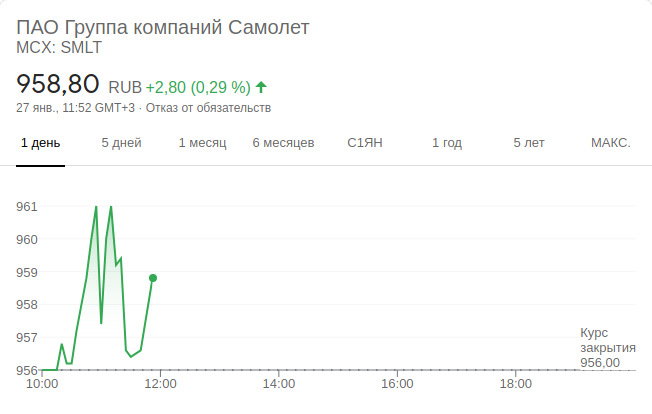 ПАО Группа компаний Самолет
MCX: SMLT
958,80 RUB +2,80 (0,29 %)
27 янв., 11:52 GMT+3 · Отказ от обязательств
1 день 5 дней 1 месяц 6 месяцев С1ЯН 1 год 5 лет МАКС.
961
960
959
958
957
956
Курс
закрытия
956,00
10:00 12:00 14:00 16:00 18:00